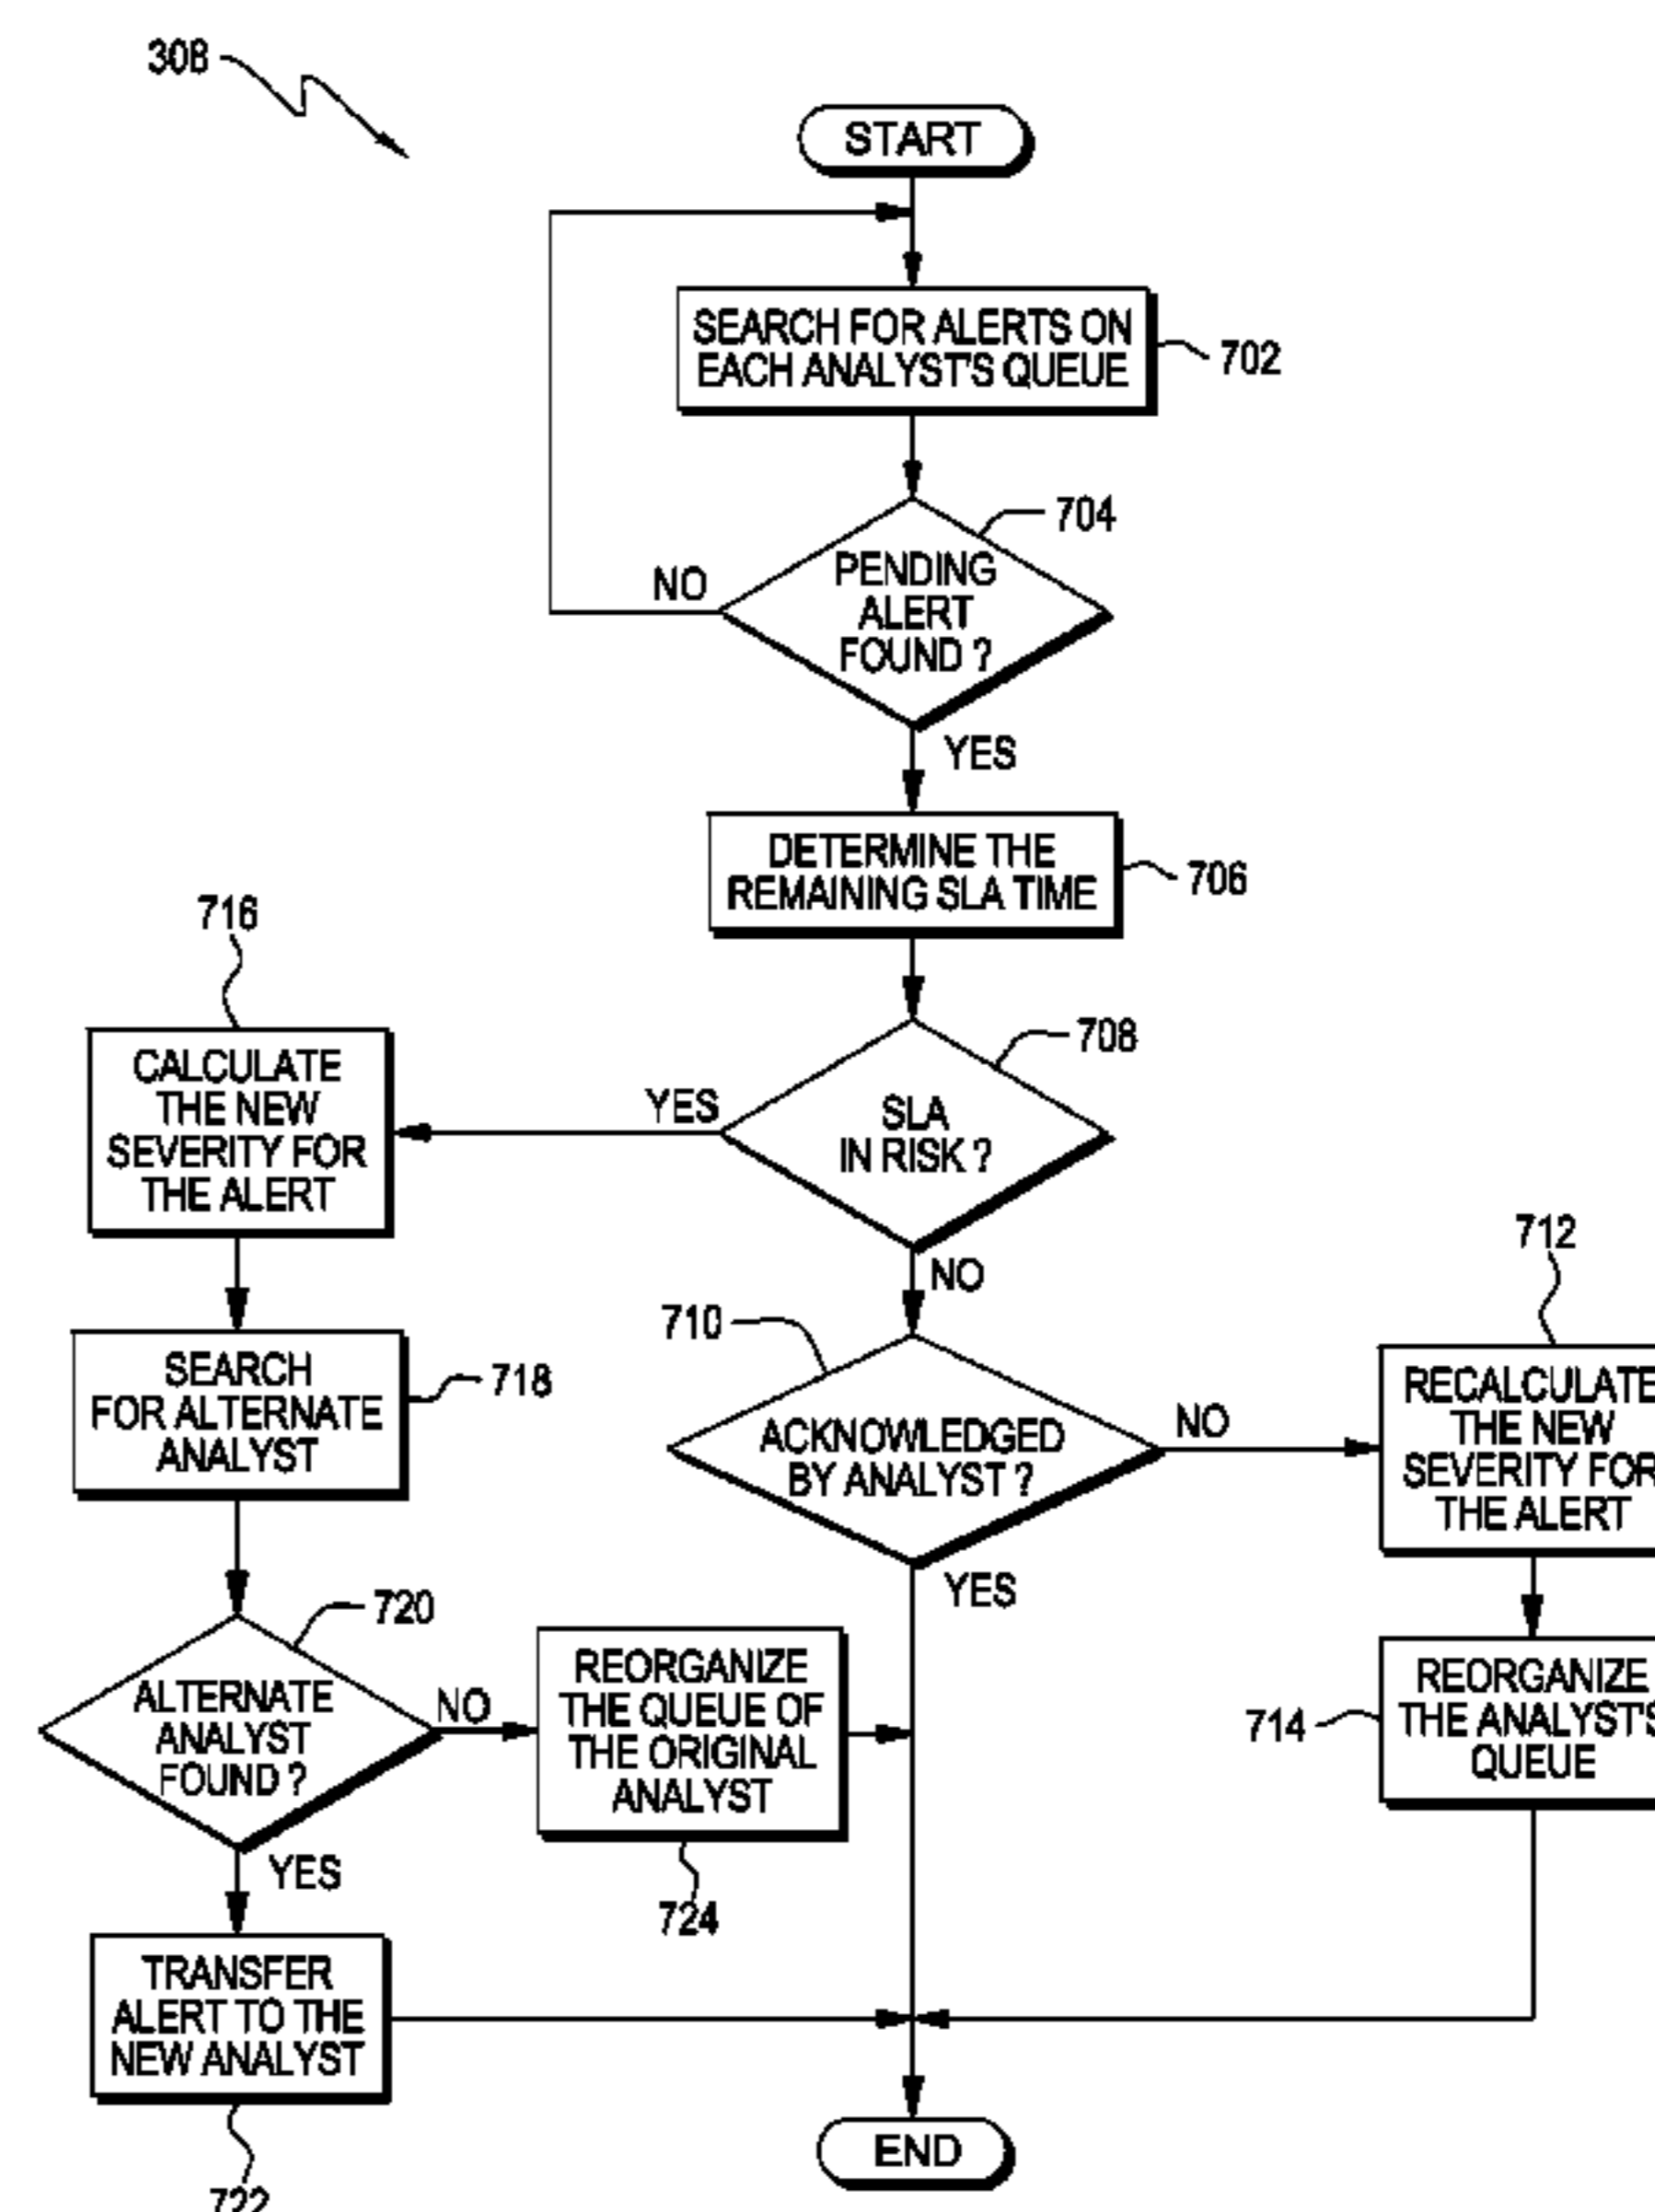 308
START
SEARCH FOR ALERTS ON
EACH ANALYST'S QUEUE
702
704
PENDING
ALERT
FOUND ?
NO
YES
DETERMINE THE
REMAINING SLA TIME
706
708
SLA
IN RISK ?
YES
NO
716
CALCULATE
THE NEW
SEVERITY FOR
THE ALERT
SEARCH
FOR ALTERNATE
ANALYST
718
710
ACKNOWLEDGED
BY ANALYST ?
NO
YES
712
RECALCULATE
THE NEW
SEVERITY FOR
THE ALERT
REORGANIZE
THE ANALYST'S
QUEUE
714
720
ALTERNATE
ANALYST
FOUND ?
NO
YES
REORGANIZE
THE QUEUE OF
THE ORIGINAL
ANALYST
724
TRANSFER
ALERT TO THE
NEW ANALYST
722
END